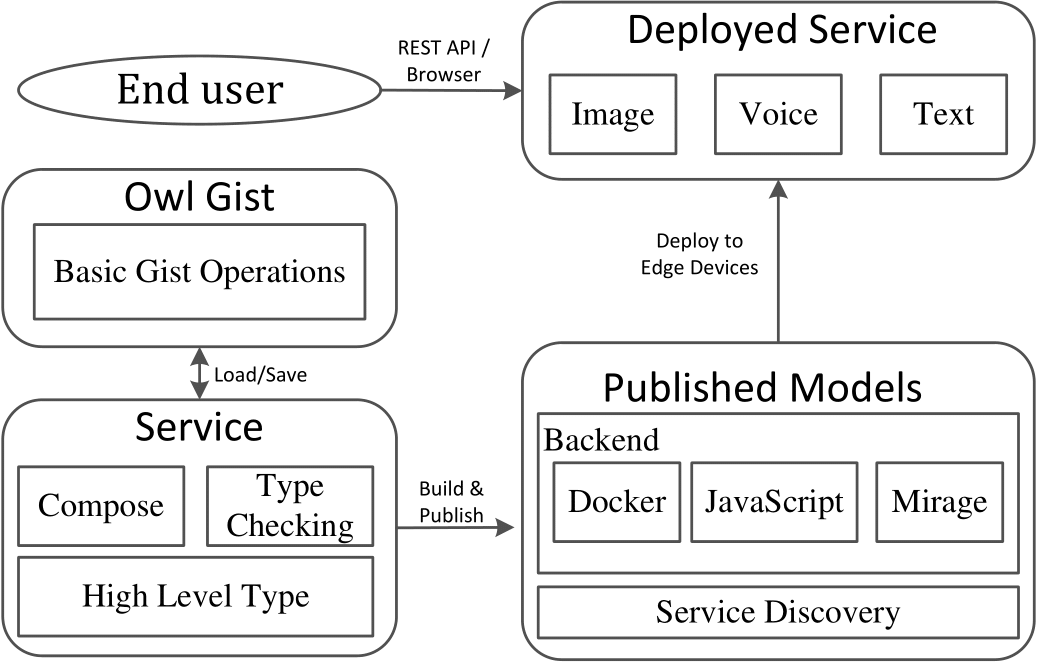 End user
REST API /
Browser
Deployed Service
Image
Voice
Text
Owl Gist
Basic Gist Operations
Deploy to
Edge Devices
Load/Save
Service
Compose
Type
Checking
High Level Type
Build &
Publish
Published Models
Backend
Docker
JavaScript
Mirage
Service Discovery